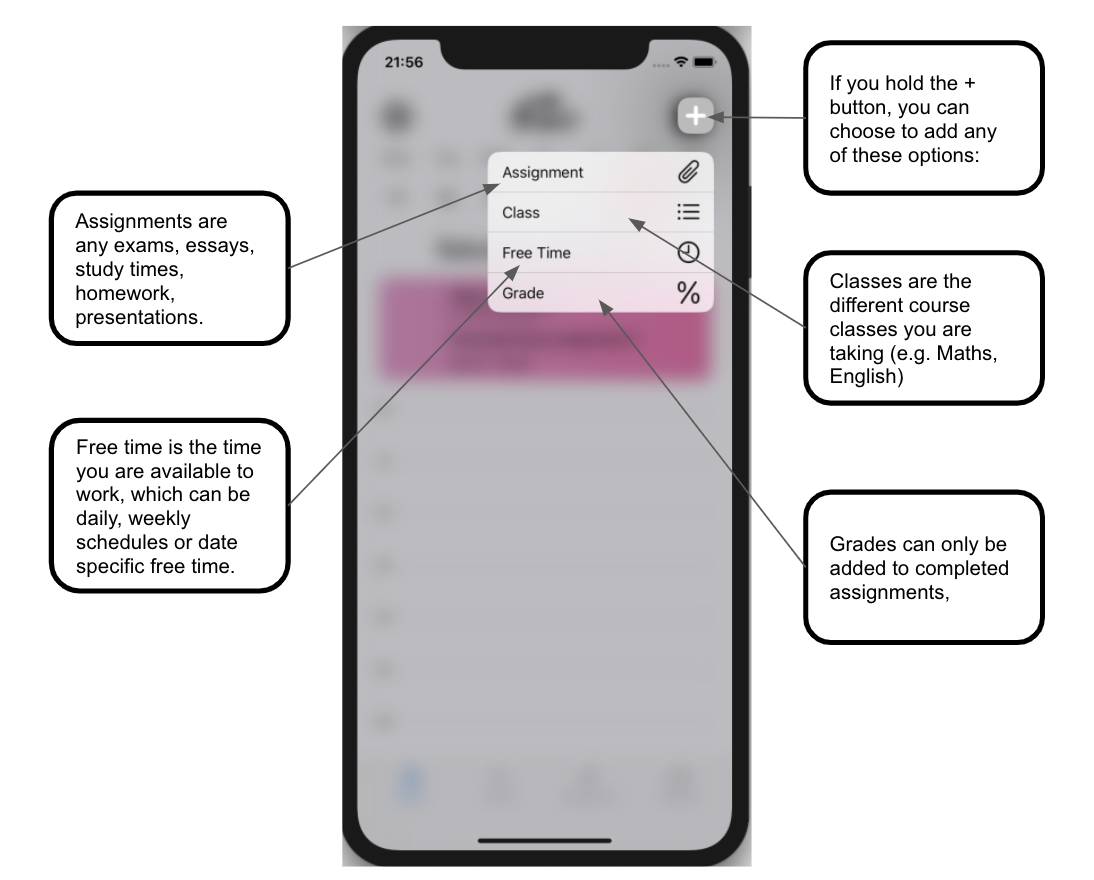 21:56
If you hold the +
button, you can
choose to add any
of these options:
Assignment
Class
Free Time
Grade
Assignments are
any exams, essays,
study times,
homework,
presentations.
Classes are the
different course
classes you are
taking (e.g. Maths,
English)
Free time is the time
you are available to
work, which can be
daily, weekly
schedules or date
specific free time.
Grades can only be
added to completed
assignments,